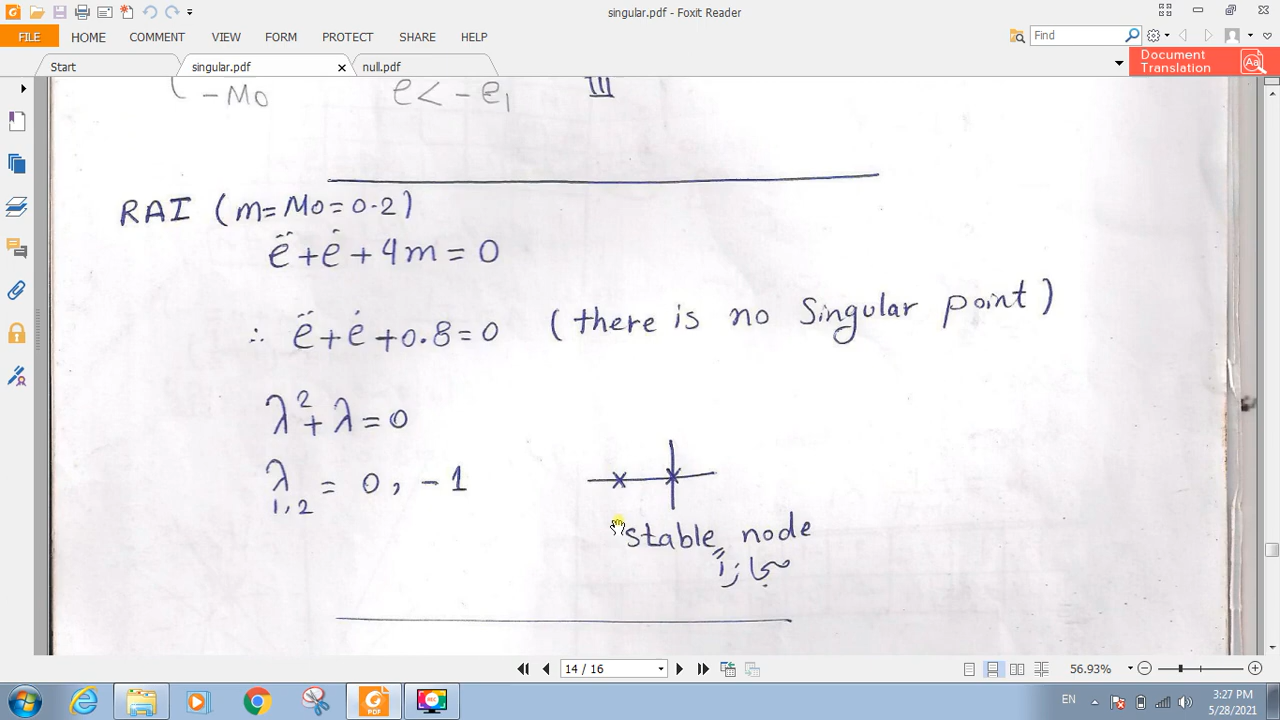 singular.pdf - Foxit Reader
FILE HOME COMMENT VIEW FORM PROTECT SHARE HELP
Find
Start singular.pdf null.pdf
Document Translation
- Mo e < - e₁ III
RAI (m=Mo=0.2)
ë + ė + 4m = 0
∴ ë + ė + 0.8 = 0 (there is no Singular point)
λ² + λ = 0
λ₁,₂ = 0, -1
stable node
مجازاً
14 / 16
56.93%
EN
3:27 PM
5/28/2021